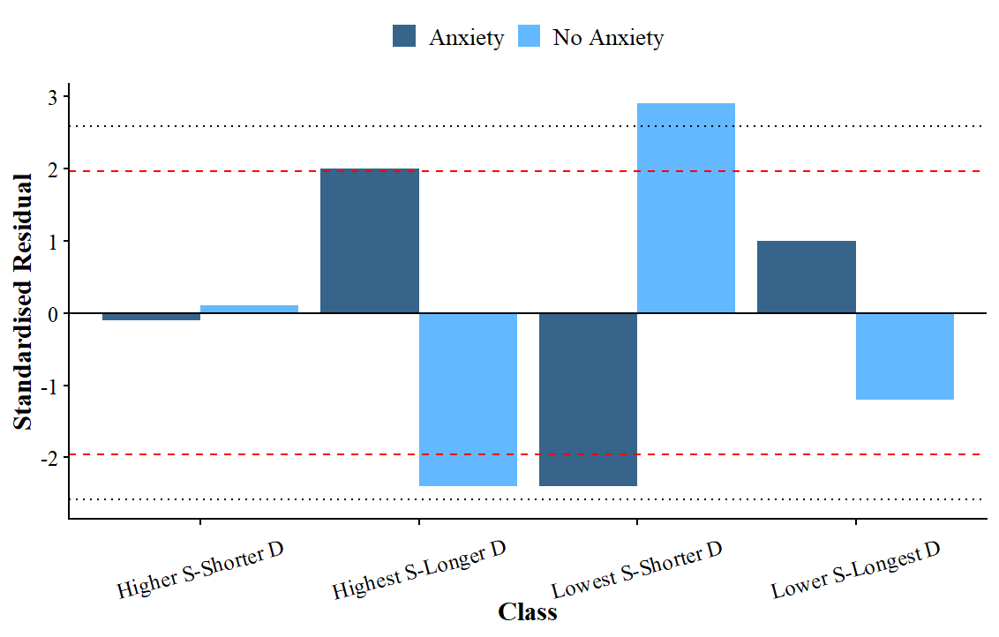 Anxiety No Anxiety
Standardised Residual
3
2
1
0
-1
-2
Higher S-Shorter D
Highest S-Longer D
Lowest S-Shorter D
Lower S-Longest D
Class